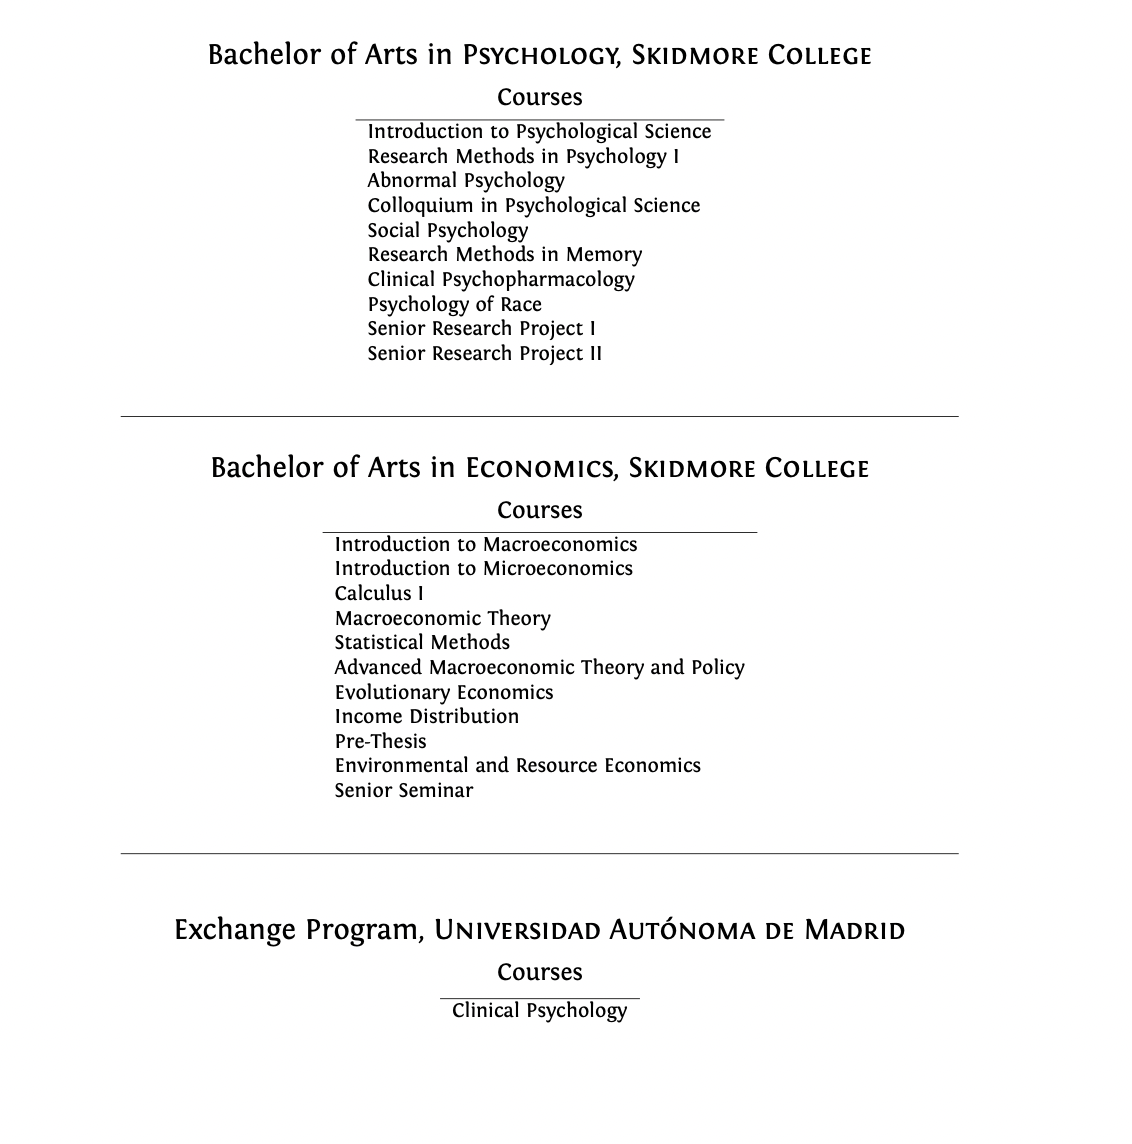 Bachelor of Arts in Psychology, Skidmore College
Courses
Introduction to Psychological Science
Research Methods in Psychology I
Abnormal Psychology
Colloquium in Psychological Science
Social Psychology
Research Methods in Memory
Clinical Psychopharmacology
Psychology of Race
Senior Research Project I
Senior Research Project II
Bachelor of Arts in Economics, Skidmore College
Courses
Introduction to Macroeconomics
Introduction to Microeconomics
Calculus I
Macroeconomic Theory
Statistical Methods
Advanced Macroeconomic Theory and Policy
Evolutionary Economics
Income Distribution
Pre-Thesis
Environmental and Resource Economics
Senior Seminar
Exchange Program, Universidad Autónoma de Madrid
Courses
Clinical Psychology